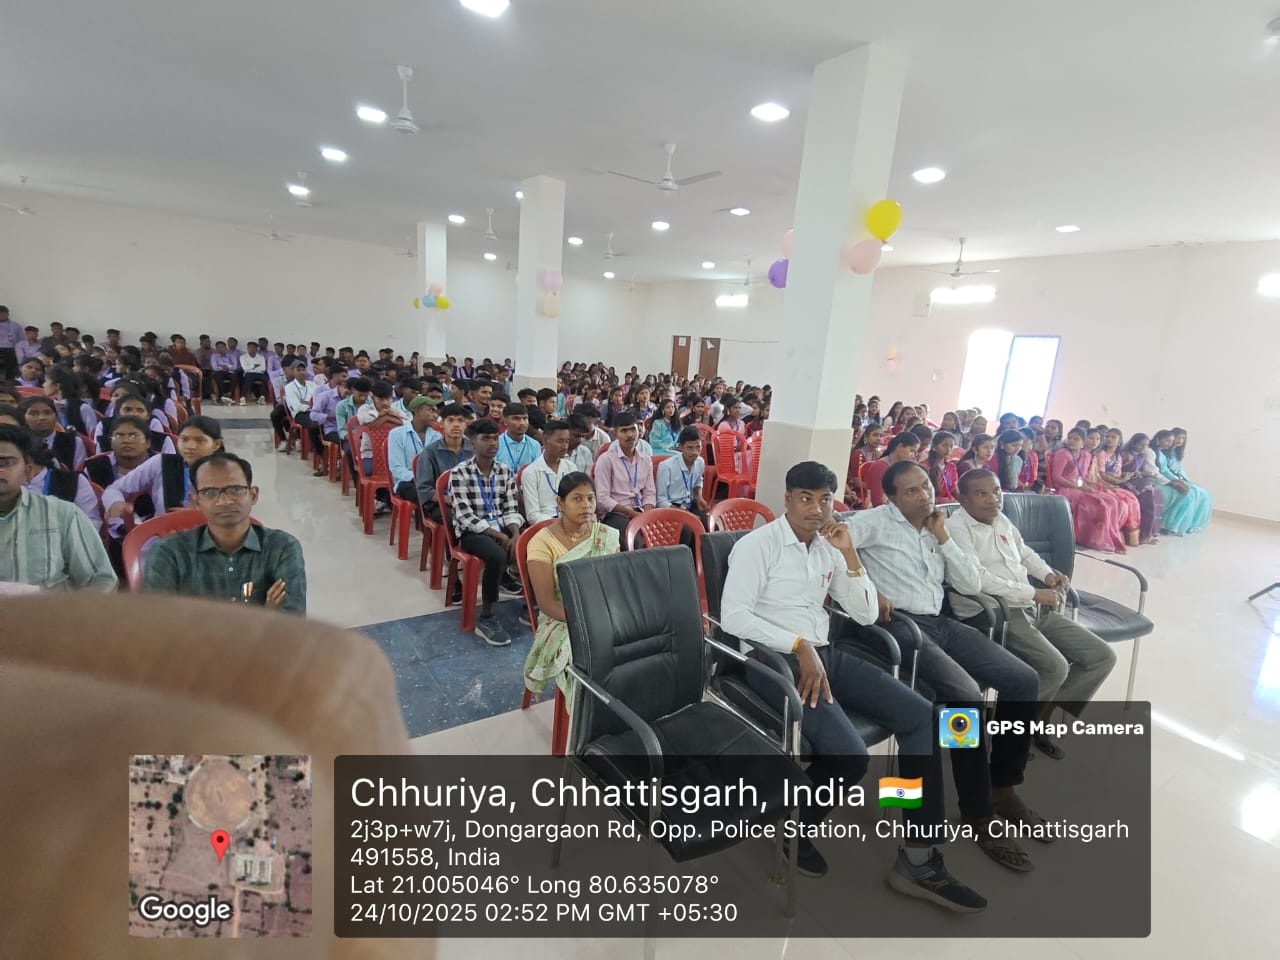 GPS Map Camera
Chhuriya, Chhattisgarh, India
2j3p+w7j, Dongargaon Rd, Opp. Police Station, Chhuriya, Chhattisgarh
491558, India
Lat 21.005046° Long 80.635078°
24/10/2025 02:52 PM GMT +05:30
Google